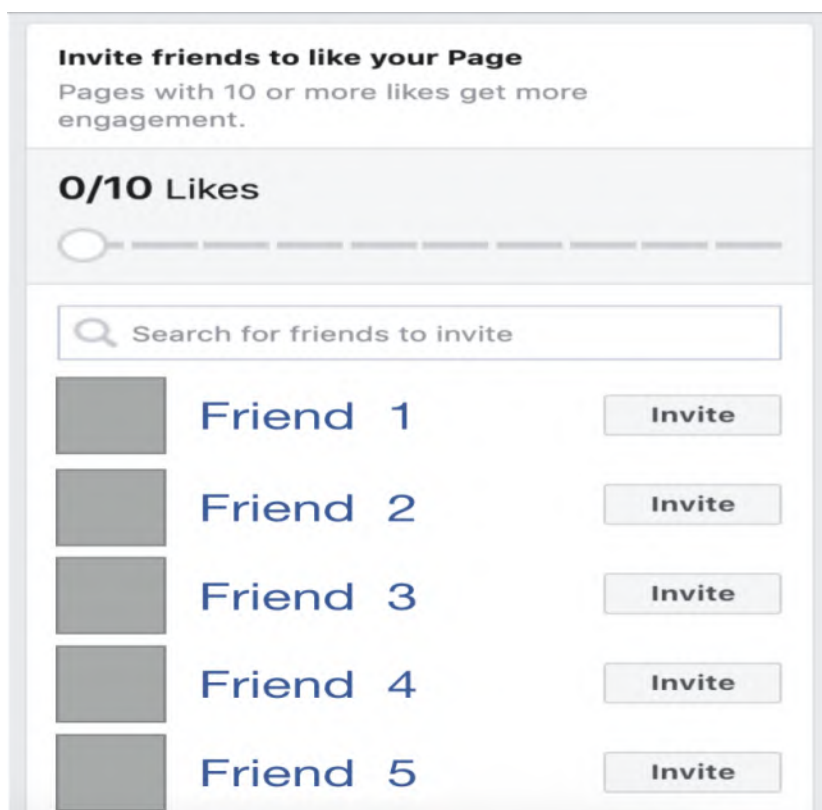 Invite friends to like your Page
Pages with 10 or more likes get more
engagement.
0/10 Likes
Search for friends to invite
Friend 1 Invite
Friend 2 Invite
Friend 3 Invite
Friend 4 Invite
Friend 5 Invite